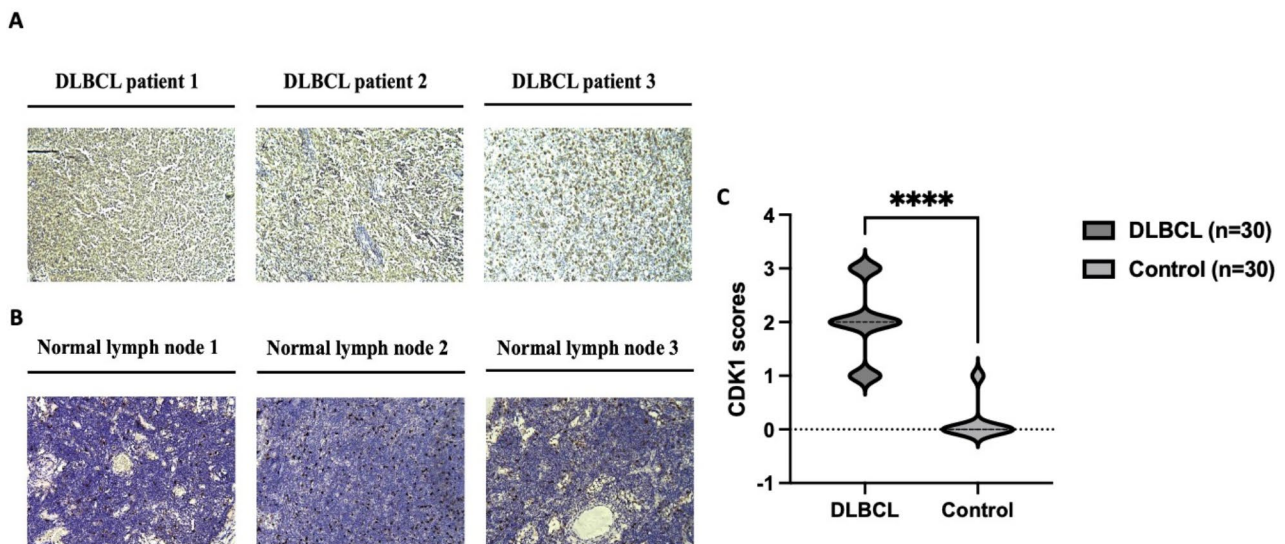 A
DLBCL patient 1
DLBCL patient 2
DLBCL patient 3
B
Normal lymph node 1
Normal lymph node 2
Normal lymph node 3
C
****
4
3
2
1
0
-1
CDK1 scores
DLBCL
Control
DLBCL (n=30)
Control (n=30)